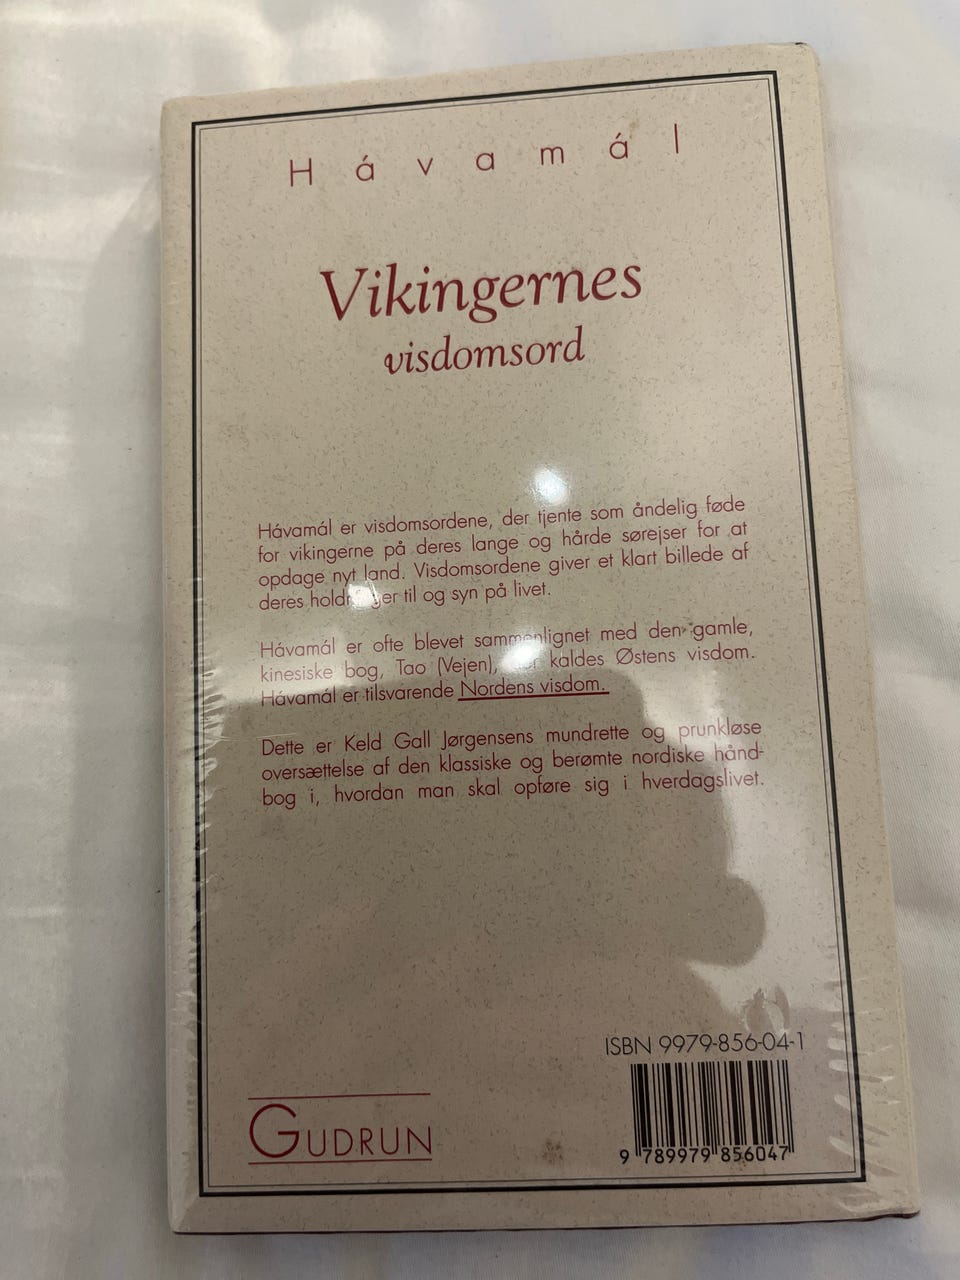 Hávamál
Vikingernes
visdomsord
Hávamál er visdomsordene, der tjente som åndelig føde
for vikingerne på deres lange og hårde sørejser for at
opdage nyt land. Visdomsordene giver et klart billede af
deres til og syn på livet.
Hávamál er ofte blevet sammenlignet med den gamle,
kinesiske bog, Tao (Vejen), kaldes Østens visdom.
Hávamál er tilsvarende Nordens visdom.
Dette er Keld Gall Jørgensens mundrette og prunkløse
oversættelse af den klassiske og berømte nordiske hånd-
bog i, hvordan man skal opføre sig i hverdagslivet.
ISBN 9979-856-04-1
GUDRUN
9 789979 856047